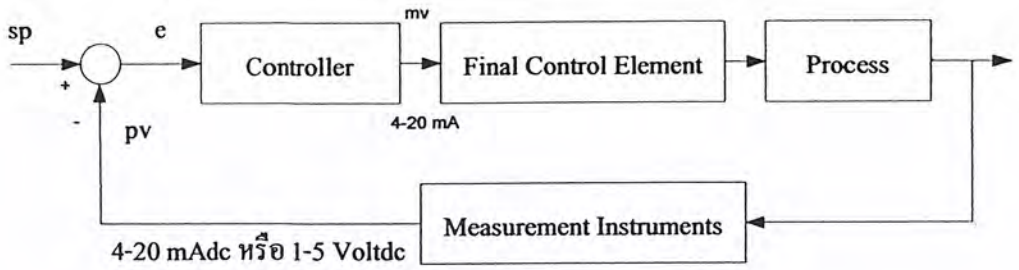 mv
sp
e
Controller
Final Control Element
Process
+
-
pv
4-20 mA
Measurement Instruments
4-20 mAdc หรือ 1-5 Voltdc